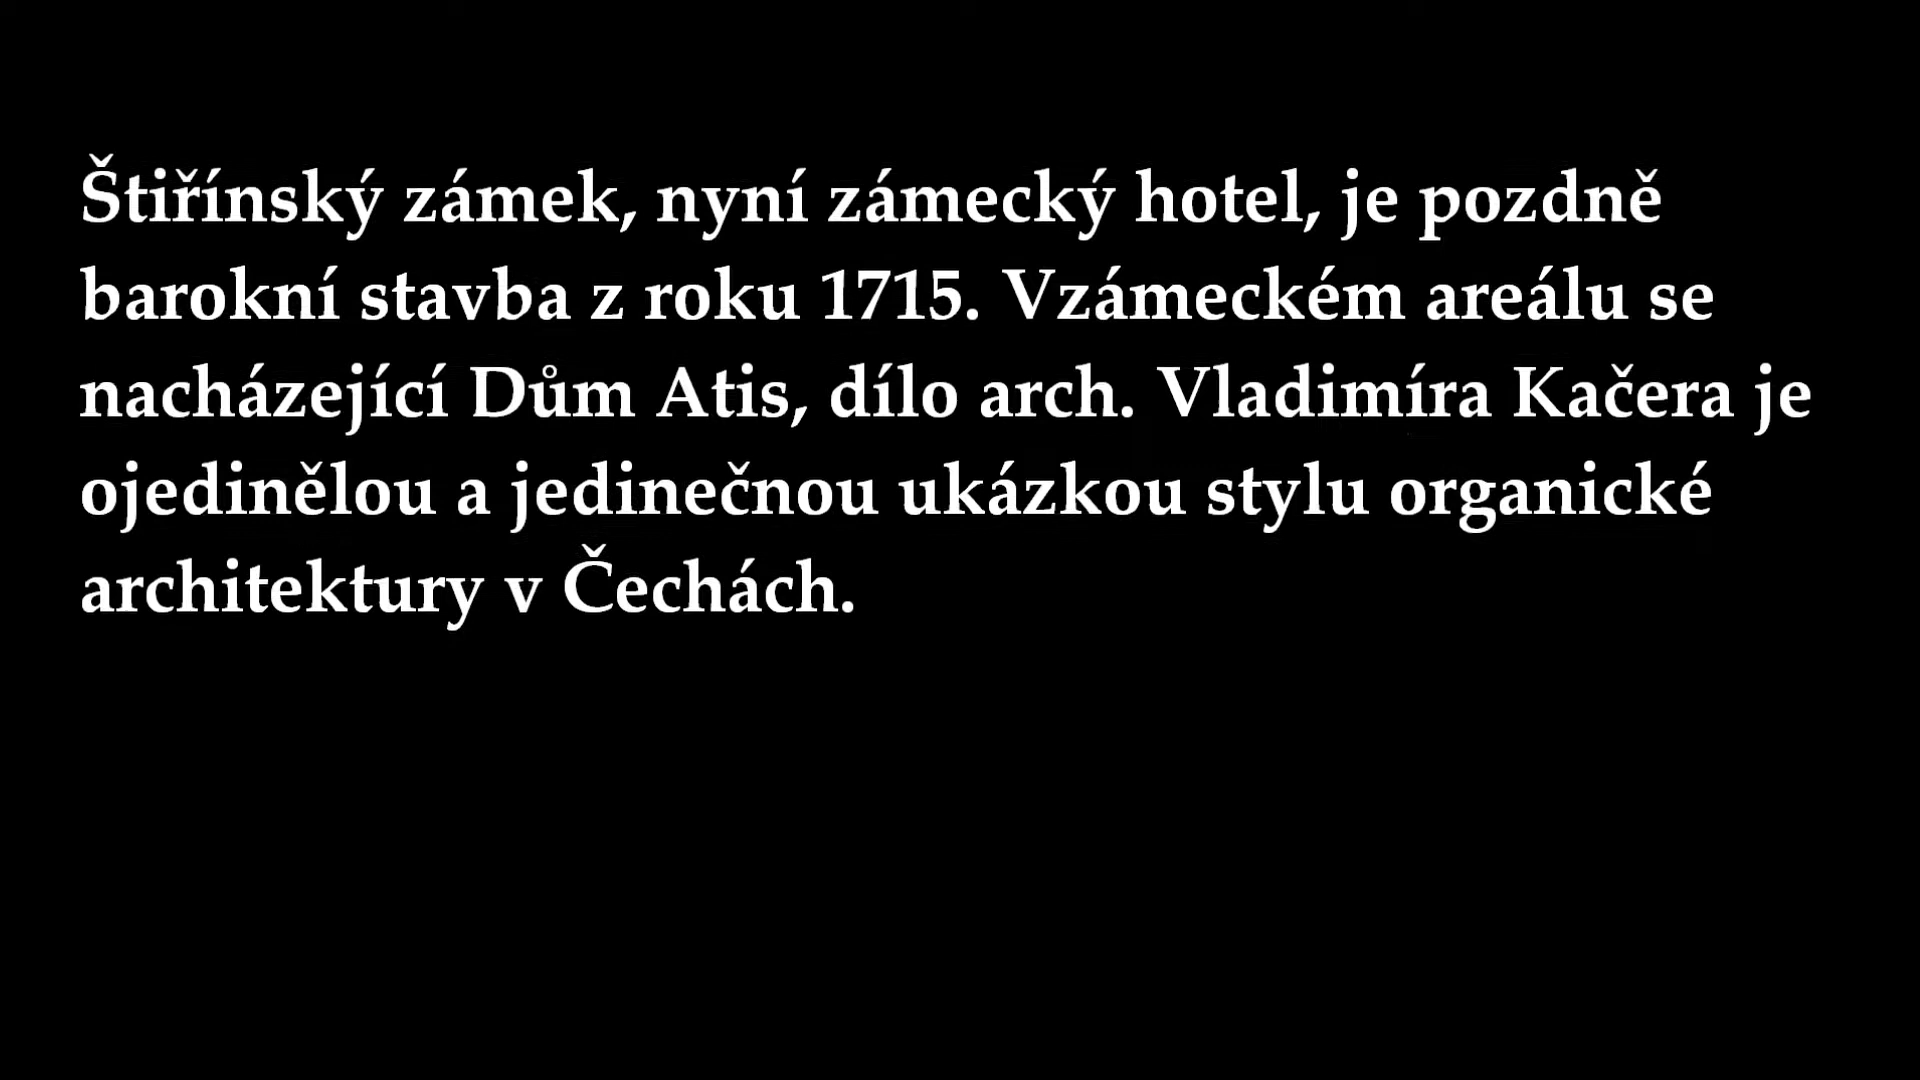 Štiřínský zámek, nyní zámecký hotel, je pozdně
barokní stavba z roku 1715. Vzámeckém areálu se
nacházející Dům Atis, dílo arch. Vladimíra Kačera je
ojedinělou a jedinečnou ukázkou stylu organické
architektury v Čechách.